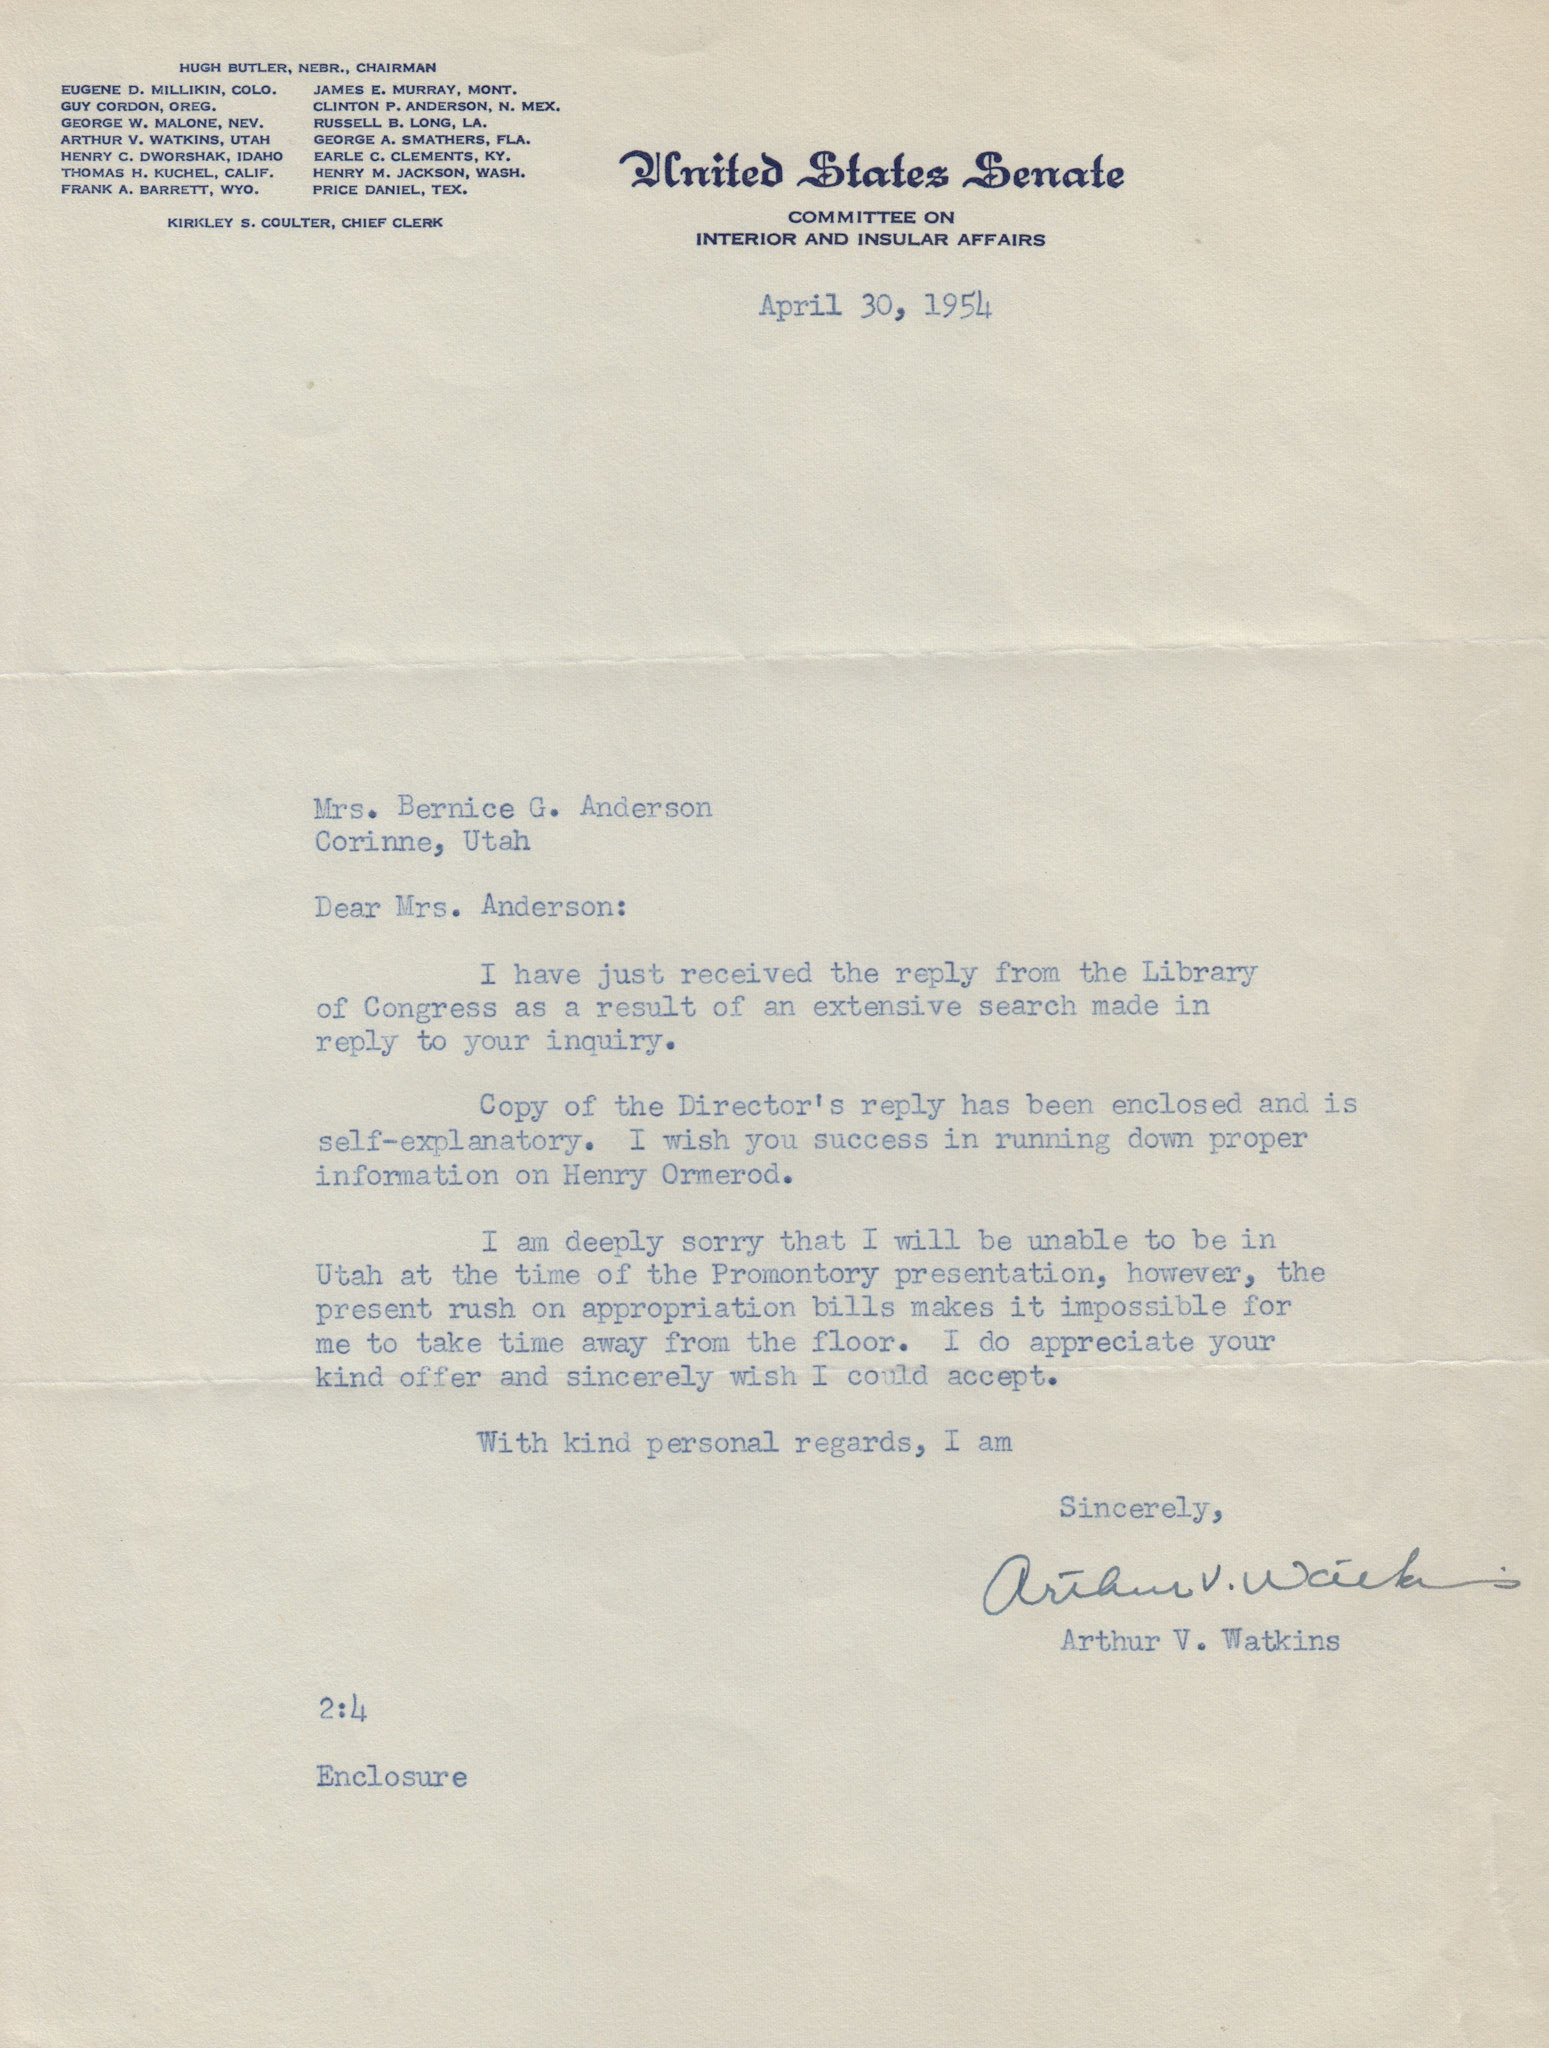 HUGH BUTLER, NEBR., CHAIRMAN
EUGENE D. MILLIKIN, COLO.
GUY CORDON, OREG.
GEORGE W. MALONE, NEV.
ARTHUR V. WATKINS, UTAH
HENRY C. DWORSHAK, IDAHO
THOMAS H. KUCHEL, CALIF.
FRANK A. BARRETT, WYO.
JAMES E. MURRAY, MONT.
CLINTON P. ANDERSON, N. MEX.
RUSSELL B. LONG, LA.
GEORGE A. SMATHERS, FLA.
EARLE C. CLEMENTS, KY.
HENRY M. JACKSON, WASH.
PRICE DANIEL, TEX.
KIRKLEY S. COULTER, CHIEF CLERK
United States Senate
COMMITTEE ON
INTERIOR AND INSULAR AFFAIRS
April 30, 1954
Mrs. Bernice G. Anderson
Corinne, Utah
Dear Mrs. Anderson:
I have just received the reply from the Library
of Congress as a result of an extensive search made in
reply to your inquiry.
Copy of the Director's reply has been enclosed and is
self-explanatory. I wish you success in running down proper
information on Henry Ormerod.
I am deeply sorry that I will be unable to be in
Utah at the time of the Promontory presentation, however, the
present rush on appropriation bills makes it impossible for
me to take time away from the floor. I do appreciate your
kind offer and sincerely wish I could accept.
With kind personal regards, I am
Sincerely,
Arthur V. Watkins
Arthur V. Watkins
2:4
Enclosure